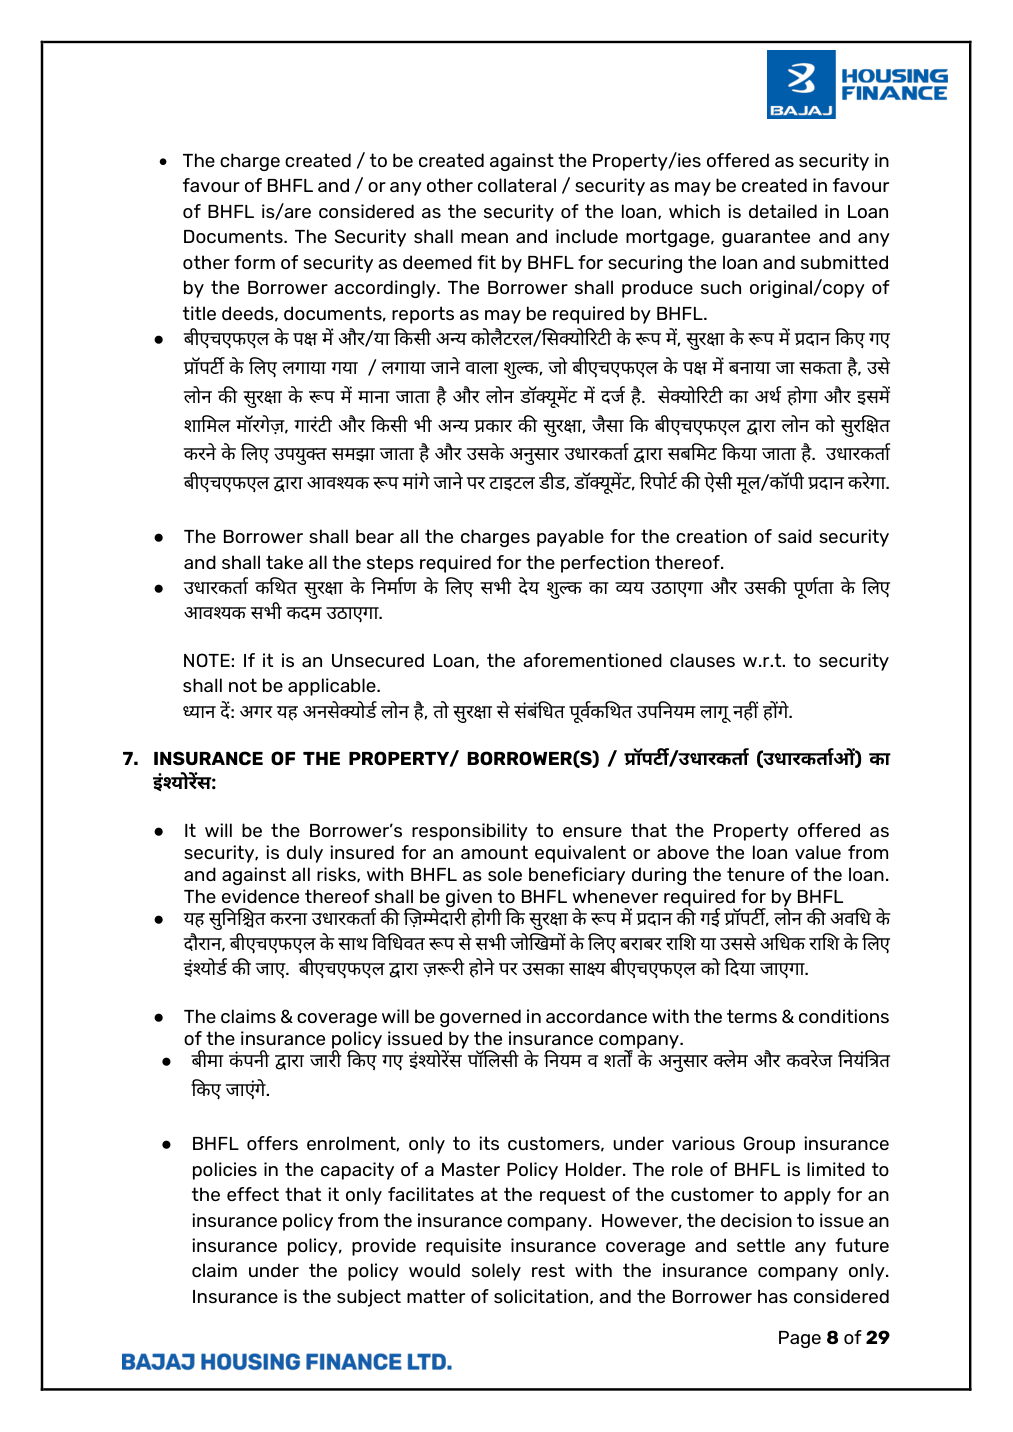 BAJAJ
HOUSING
FINANCE
• The charge created / to be created against the Property/ies offered as security in
favour of BHFL and / or any other collateral / security as may be created in favour
of BHFL is/are considered as the security of the loan, which is detailed in Loan
Documents. The Security shall mean and include mortgage, guarantee and any
other form of security as deemed fit by BHFL for securing the loan and submitted
by the Borrower accordingly. The Borrower shall produce such original/copy of
title deeds, documents, reports as may be required by BHFL.
● बीएचएफएल के पक्ष में और/या किसी अन्य कोलैटरल/सिक्योरिटी के रूप में, सुरक्षा के रूप में प्रदान किए गए
प्रॉपर्टी के लिए लगाया गया / लगाया जाने वाला शुल्क, जो बीएचएफएल के पक्ष में बनाया जा सकता है, उसे
लोन की सुरक्षा के रूप में माना जाता है और लोन डॉक्यूमेंट में दर्ज है. सेक्योरिटी का अर्थ होगा और इसमें
शामिल मॉरगेज़, गारंटी और किसी भी अन्य प्रकार की सुरक्षा, जैसा कि बीएचएफएल द्वारा लोन को सुरक्षित
करने के लिए उपयुक्त समझा जाता है और उसके अनुसार उधारकर्ता द्वारा सबमिट किया जाता है. उधारकर्ता
बीएचएफएल द्वारा आवश्यक रूप मांगे जाने पर टाइटल डीड, डॉक्यूमेंट, रिपोर्ट की ऐसी मूल/कॉपी प्रदान करेगा.
● The Borrower shall bear all the charges payable for the creation of said security
and shall take all the steps required for the perfection thereof.
● उधारकर्ता कथित सुरक्षा के निर्माण के लिए सभी देय शुल्क का व्यय उठाएगा और उसकी पूर्णता के लिए
आवश्यक सभी कदम उठाएगा.
NOTE: If it is an Unsecured Loan, the aforementioned clauses w.r.t. to security
shall not be applicable.
ध्यान दें: अगर यह अनसेक्योर्ड लोन है, तो सुरक्षा से संबंधित पूर्वकथित उपनियम लागू नहीं होंगे.
7. INSURANCE OF THE PROPERTY/ BORROWER(S) / प्रॉपर्टी/उधारकर्ता (उधारकर्ताओं) का
इंश्योरेंस:
● It will be the Borrower’s responsibility to ensure that the Property offered as
security, is duly insured for an amount equivalent or above the loan value from
and against all risks, with BHFL as sole beneficiary during the tenure of the loan.
The evidence thereof shall be given to BHFL whenever required for by BHFL
● यह सुनिश्चित करना उधारकर्ता की ज़िम्मेदारी होगी कि सुरक्षा के रूप में प्रदान की गई प्रॉपर्टी, लोन की अवधि के
दौरान, बीएचएफएल के साथ विधिवत रूप से सभी जोखिमों के लिए बराबर राशि या उससे अधिक राशि के लिए
इंश्योर्ड की जाए. बीएचएफएल द्वारा ज़रूरी होने पर उसका साक्ष्य बीएचएफएल को दिया जाएगा.
● The claims & coverage will be governed in accordance with the terms & conditions
of the insurance policy issued by the insurance company.
● बीमा कंपनी द्वारा जारी किए गए इंश्योरेंस पॉलिसी के नियम व शर्तों के अनुसार क्लेम और कवरेज नियंत्रित
किए जाएंगे.
● BHFL offers enrolment, only to its customers, under various Group insurance
policies in the capacity of a Master Policy Holder. The role of BHFL is limited to
the effect that it only facilitates at the request of the customer to apply for an
insurance policy from the insurance company. However, the decision to issue an
insurance policy, provide requisite insurance coverage and settle any future
claim under the policy would solely rest with the insurance company only.
Insurance is the subject matter of solicitation, and the Borrower has considered
Page 8 of 29
BAJAJ HOUSING FINANCE LTD.